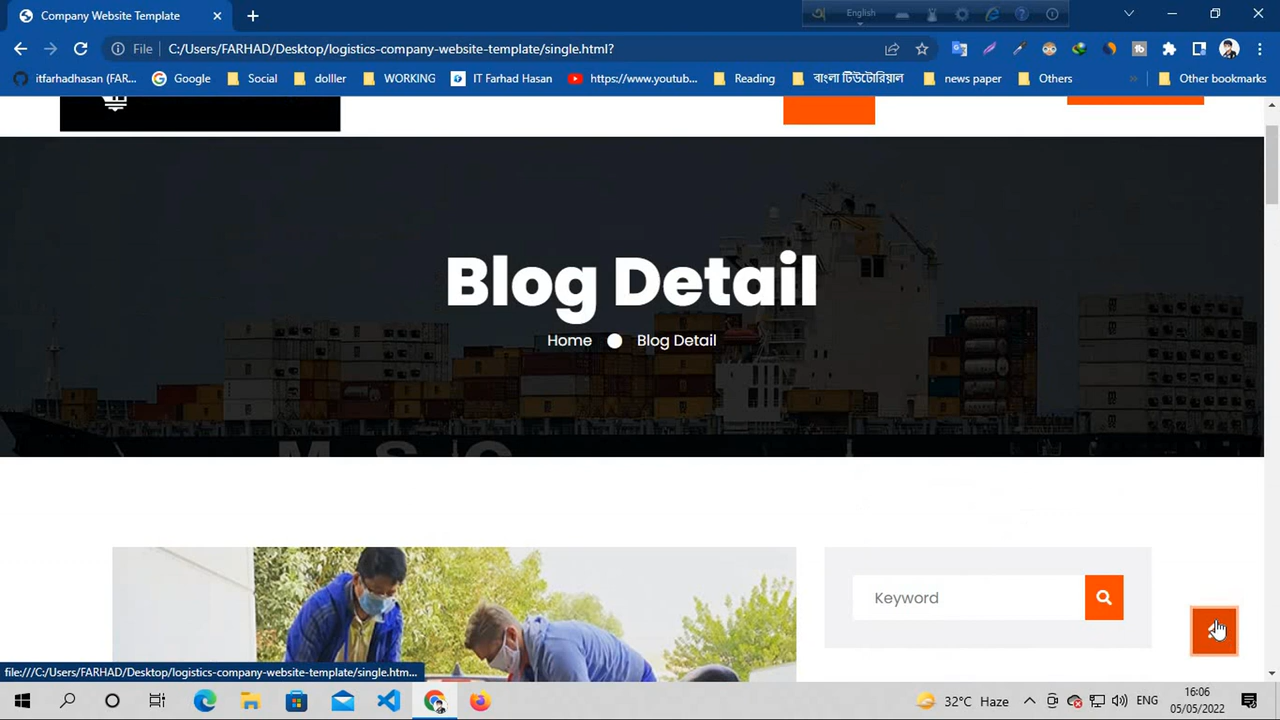 Company Website Template
English
File
C:/Users/FARHAD/Desktop/logistics-company-website-template/single.html?
itfarhadhasan (FAR...
Google
Social
dolller
WORKING
IT Farhad Hasan
https://www.youtub...
Reading
বাংলা টিউটোরিয়াল
news paper
Others
»
Other bookmarks
Blog Detail
Home
Blog Detail
M S C
Keyword
file:///C:/Users/FARHAD/Desktop/logistics-company-website-template/single.htm...
32°C Haze
ENG
16:06
05/05/2022